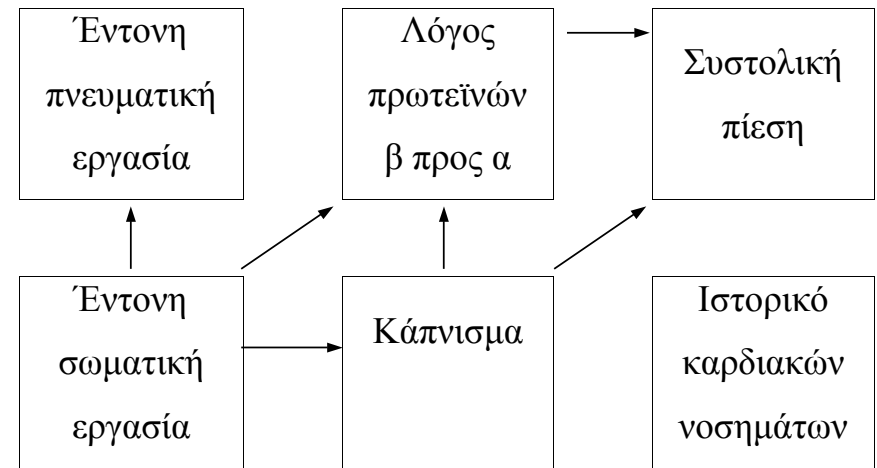 Έντονη
πνευματική
εργασία
Λόγος
πρωτεϊνών
β προς α
Συστολική
πίεση
Έντονη
σωματική
εργασία
Κάπνισμα
Ιστορικό
καρδιακών
νοσημάτων